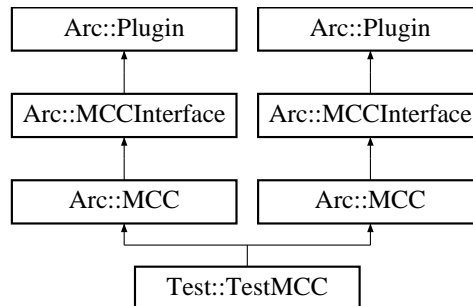 Arc::Plugin Arc::Plugin
Arc::MCCInterface Arc::MCCInterface
Arc::MCC Arc::MCC
Test::TestMCC